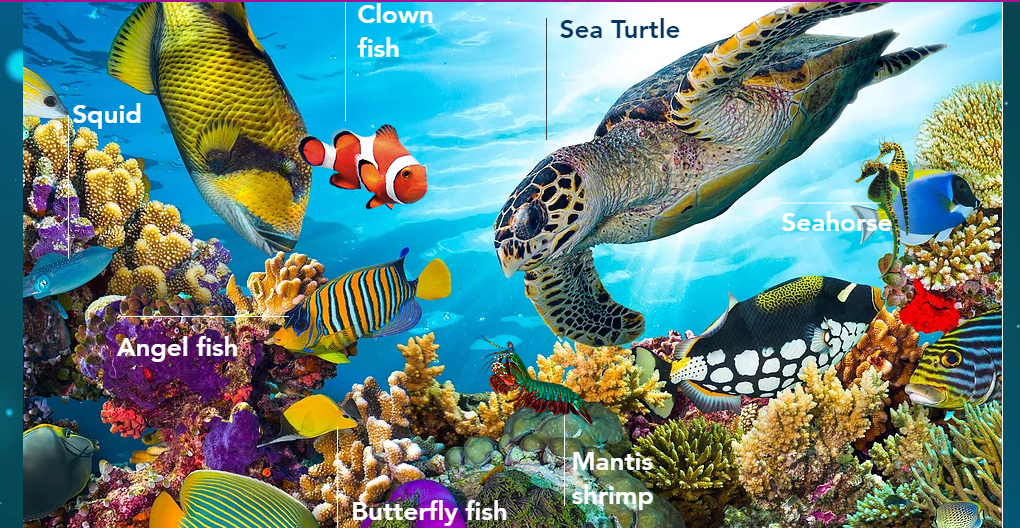 Clown
fish
Sea Turtle
Squid
Seahorse
Angel fish
Mantis
shrimp
Butterfly fish